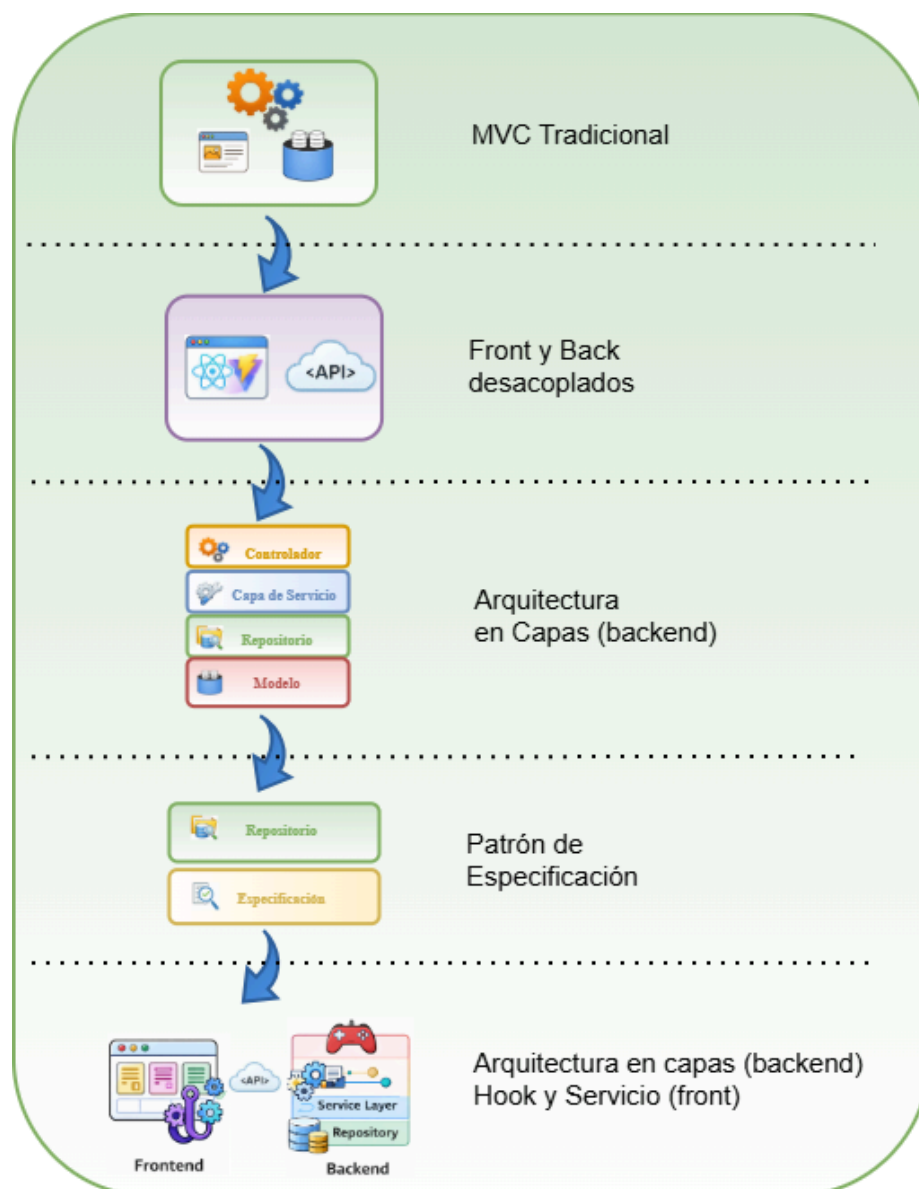 MVC Tradicional
Front y Back
desacoplados
<API>
Controlador
Capa de Servicio
Repositorio
Modelo
Arquitectura
en Capas (backend)
Repositorio
Especificación
Patrón de
Especificación
<API>
Service Layer
Repository
Frontend
Backend
Arquitectura en capas (backend)
Hook y Servicio (front)